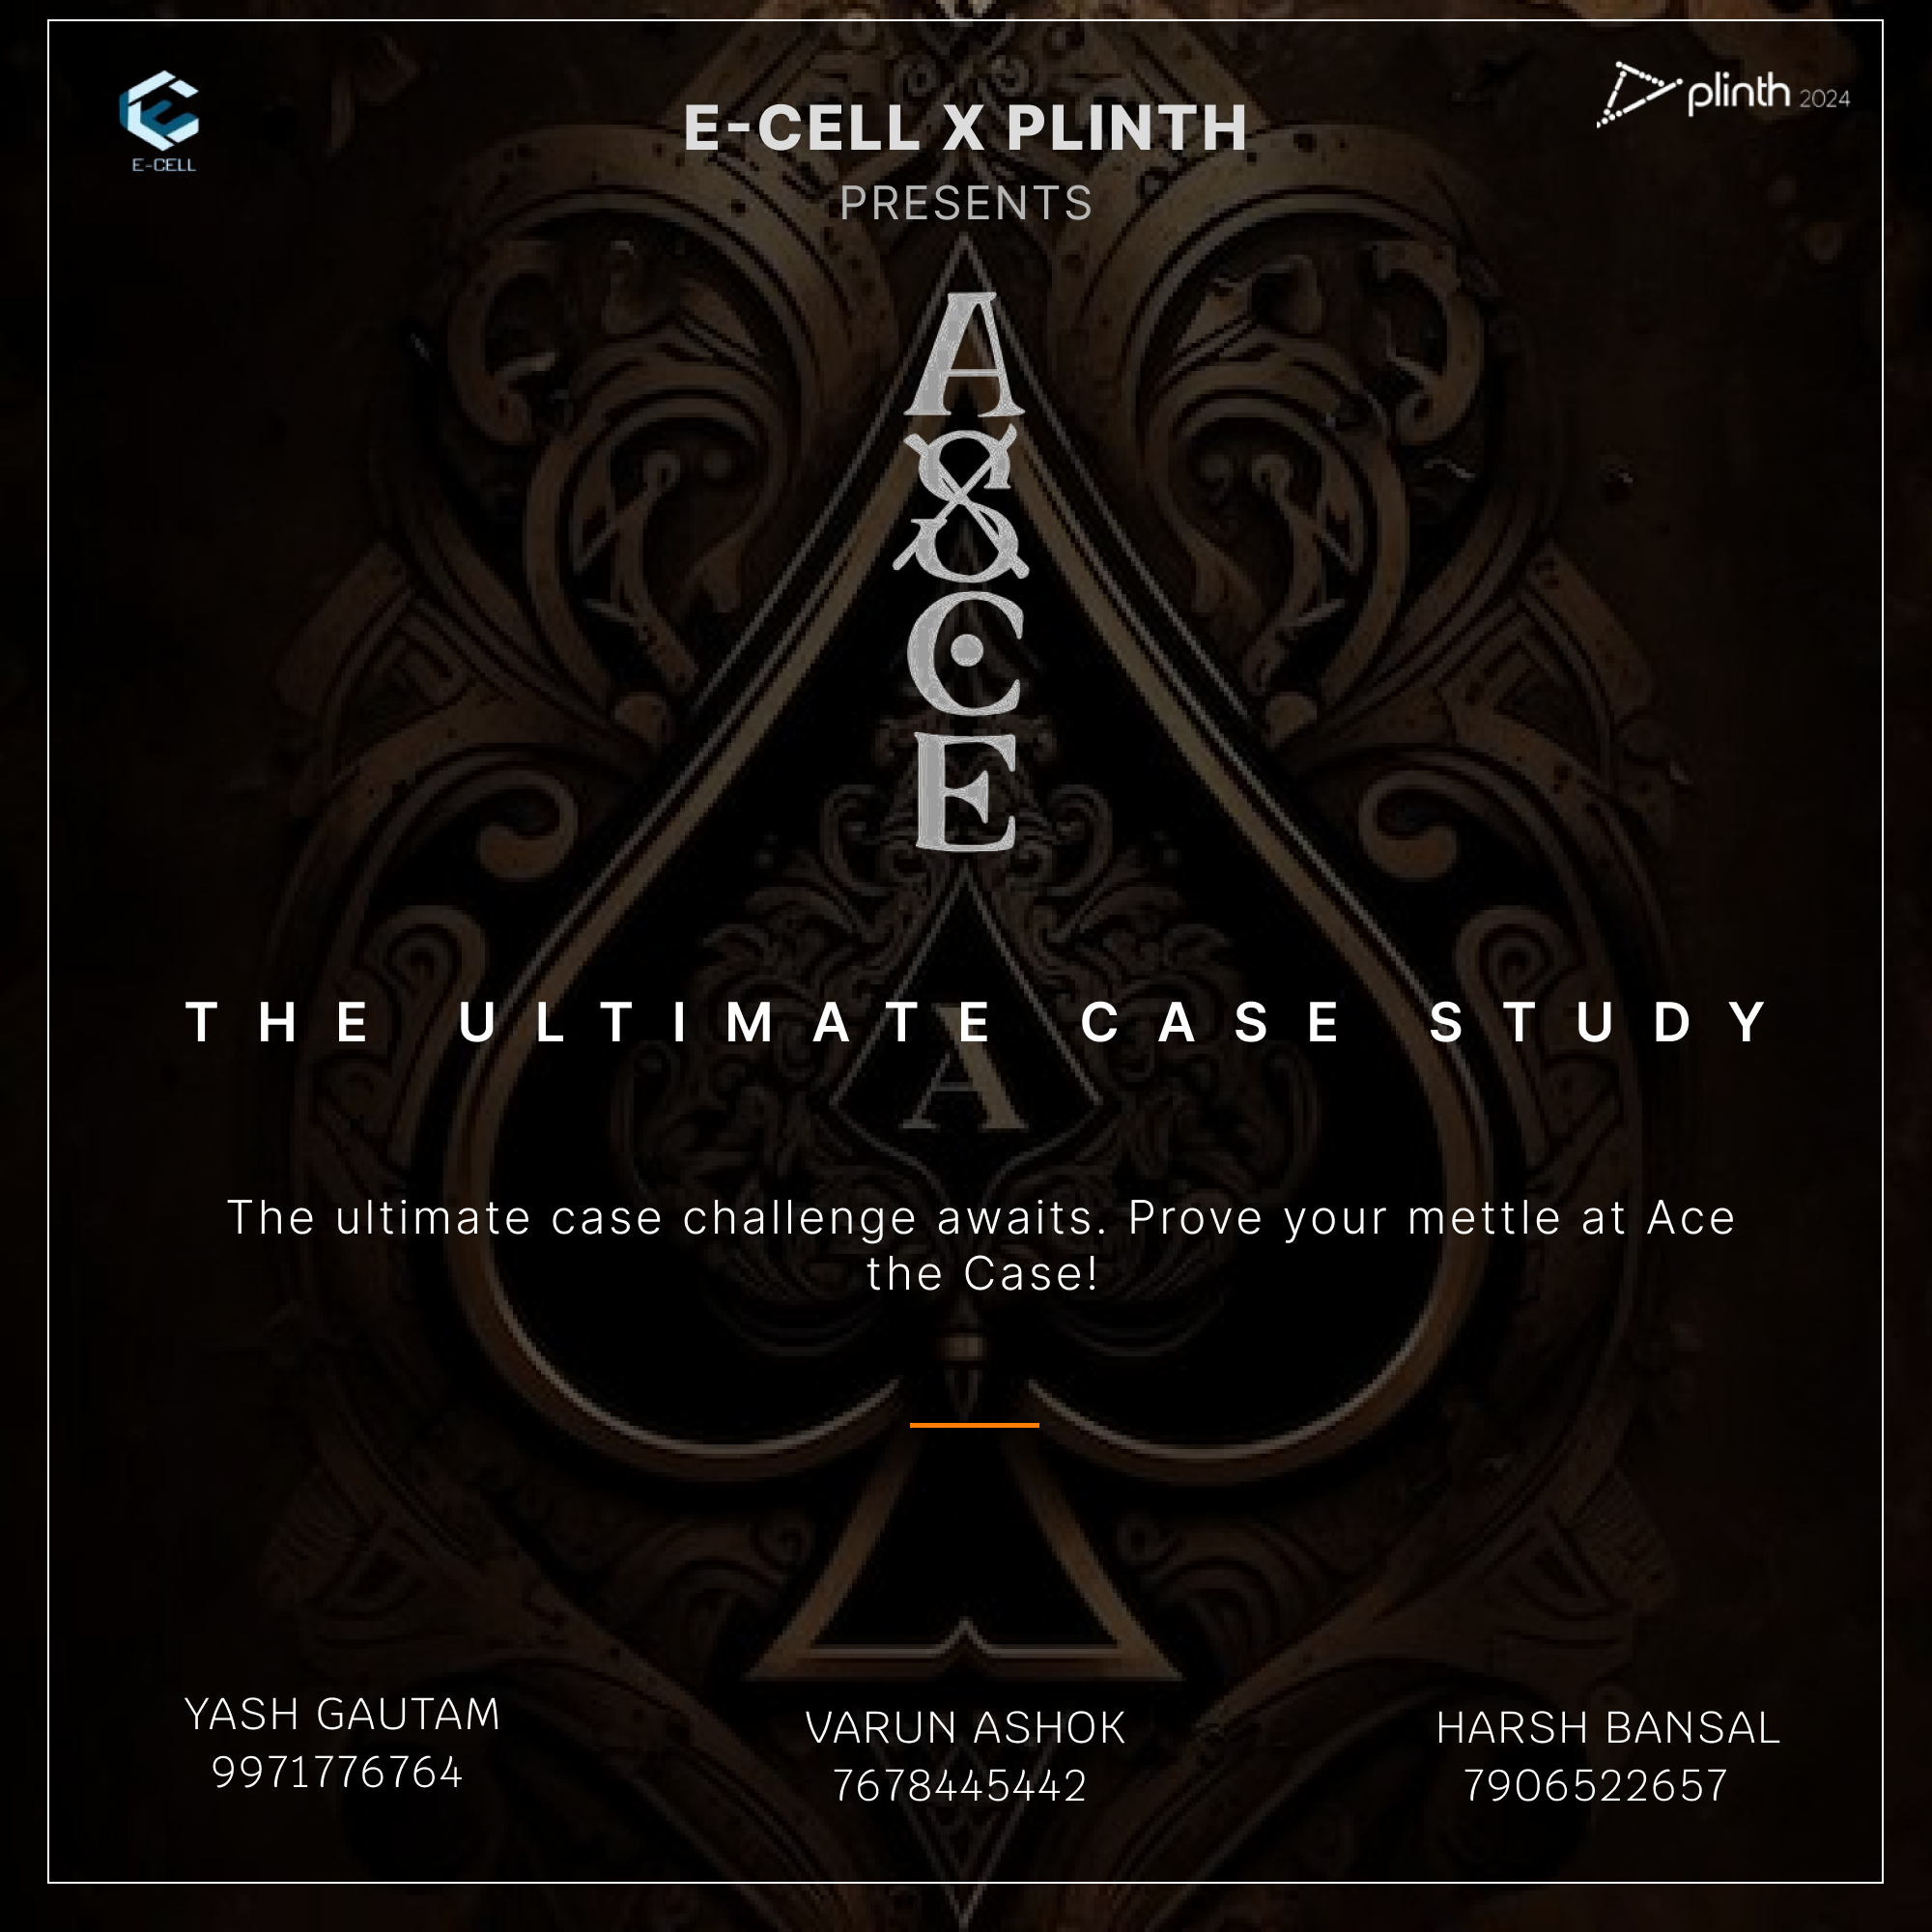 E-CELL
plinth 2024
E-CELL X PLINTH
PRESENTS
A
S
C
E
THE ULTIMATE CASE STUDY
A
The ultimate case challenge awaits. Prove your mettle at Ace
the Case!
YASH GAUTAM
9971776764
VARUN ASHOK
7678445442
HARSH BANSAL
7906522657